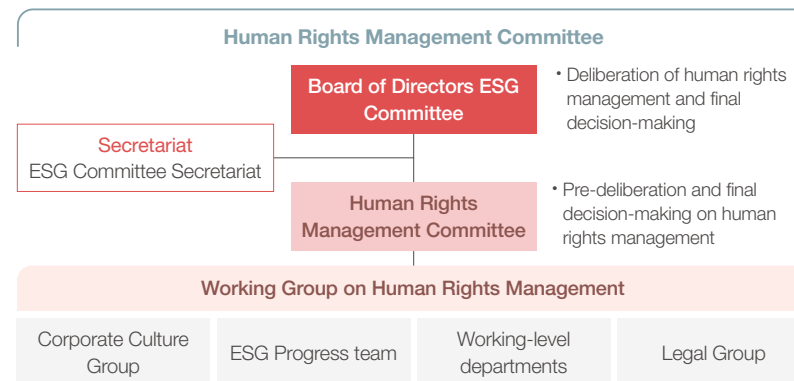 Human Rights Management Committee
Board of Directors ESG
Committee
• Deliberation of human rights
management and final
decision-making
Secretariat
ESG Committee Secretariat
Human Rights
Management Committee
• Pre-deliberation and final
decision-making on human
rights management
Working Group on Human Rights Management
Corporate Culture
Group
ESG Progress team
Working-level
departments
Legal Group